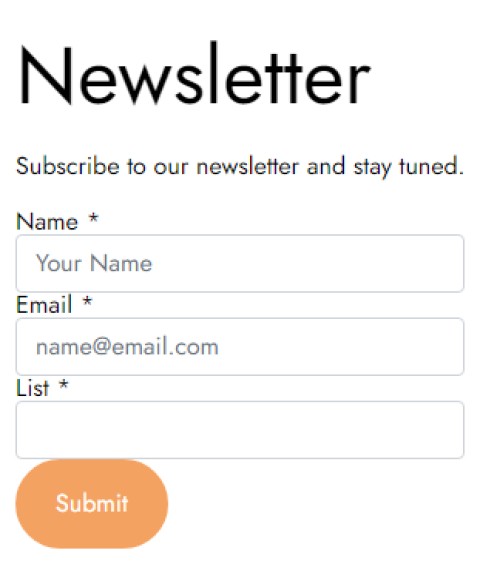 Newsletter
Subscribe to our newsletter and stay tuned.
Name *
Your Name
Email *
name@email.com
List *
Submit